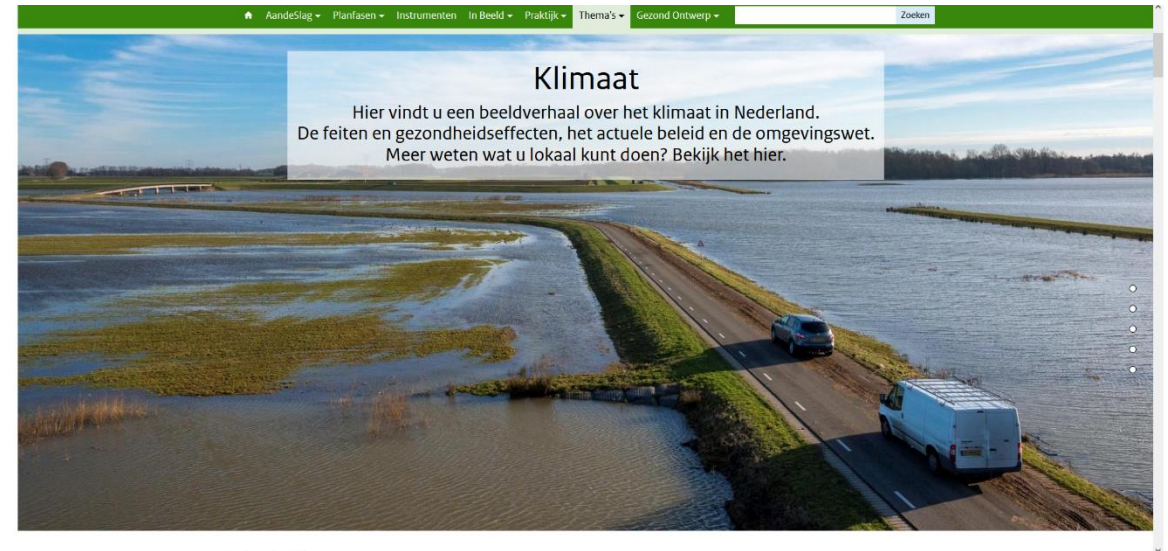 AandeSlag Planfasen Instrumenten In Beeld Praktijk Thema's Gezond Ontwerp Zoeken
Klimaat
Hier vindt u een beeldverhaal over het klimaat in Nederland.
De feiten en gezondheidseffecten, het actuele beleid en de omgevingswet.
Meer weten wat u lokaal kunt doen? Bekijk het hier.